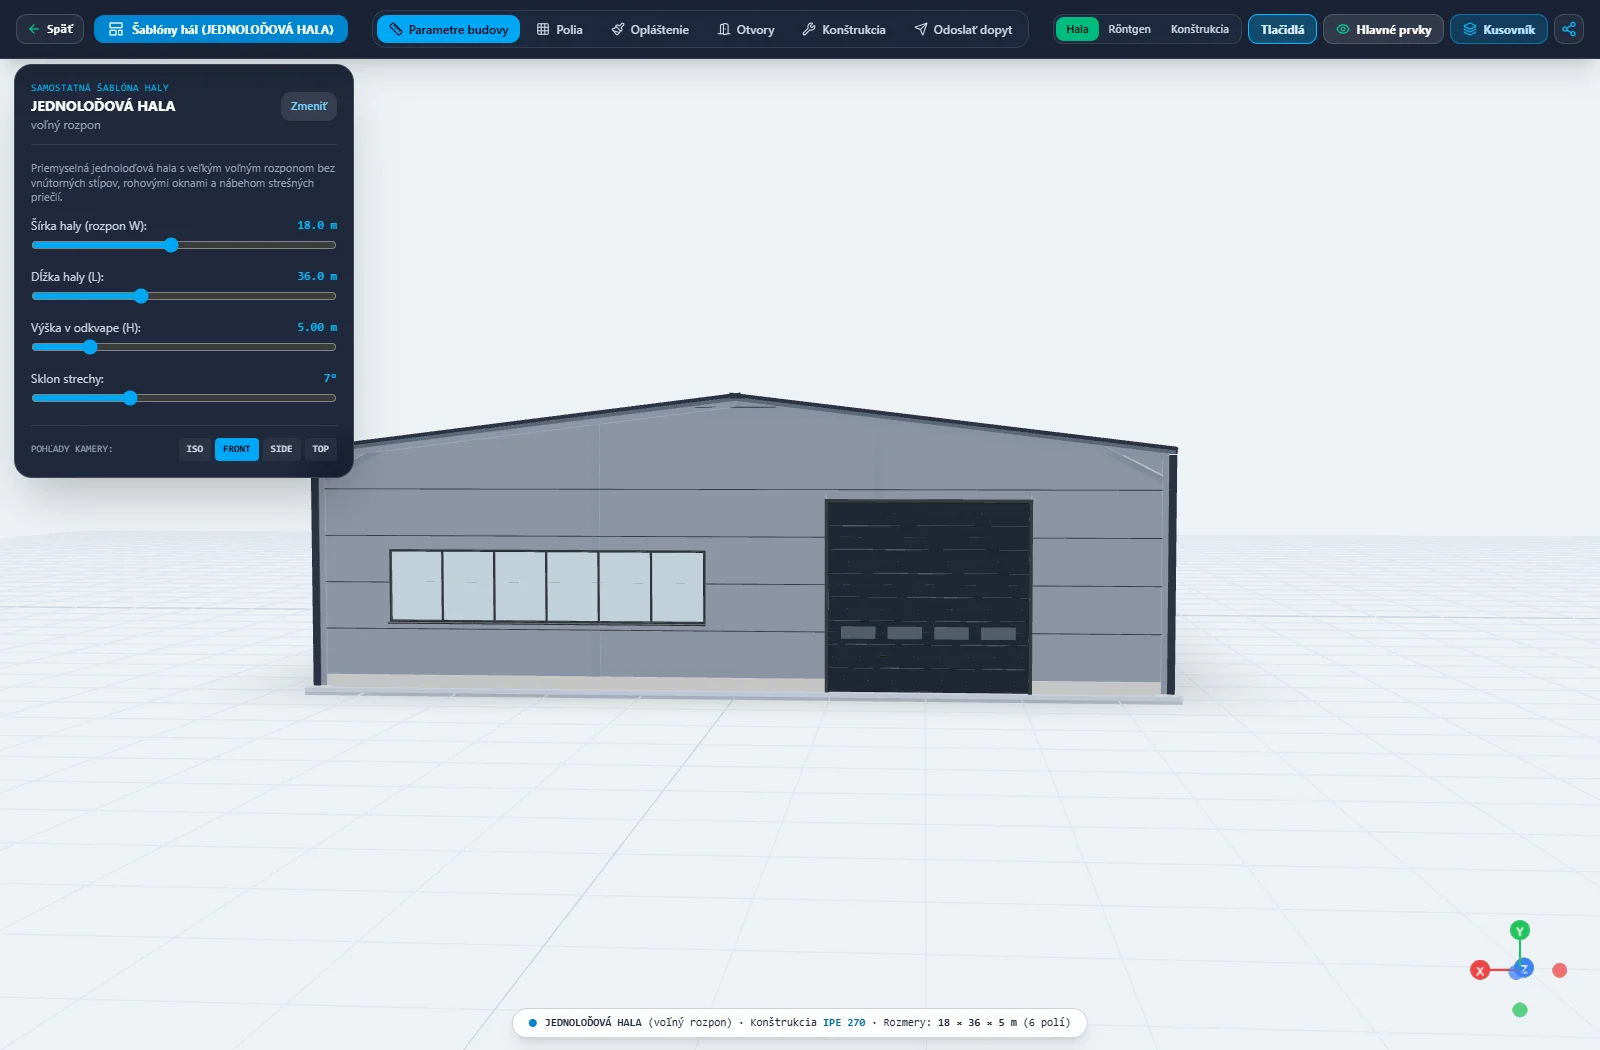 Späť
Šablóny hál (JEDNOLOĎOVÁ HALA)
Parametre budovy
Polia
Opláštenie
Otvory
Konštrukcia
Odoslať dopyt
Hala
Röntgen
Konštrukcia
Tlačidlá
Hlavné prvky
Kusovník
SAMOSTATNÁ ŠABLÓNA HALY
JEDNOLOĎOVÁ HALA
voľný rozpon
Zmeniť
Priemyselná jednoloďová hala s veľkým voľným rozponom bez
vnútorných stĺpov, rohovými oknami a nábehom strešných
priečlí.
Šírka haly (rozpon W): 18.0 m
Dĺžka haly (L): 36.0 m
Výška v odkvape (H): 5.00 m
Sklon strechy: 7°
POHĽADY KAMERY: ISO FRONT SIDE TOP
Y
X
Z
JEDNOLOĎOVÁ HALA (voľný rozpon) · Konštrukcia IPE 270 · Rozmery: 18 × 36 × 5 m (6 polí)